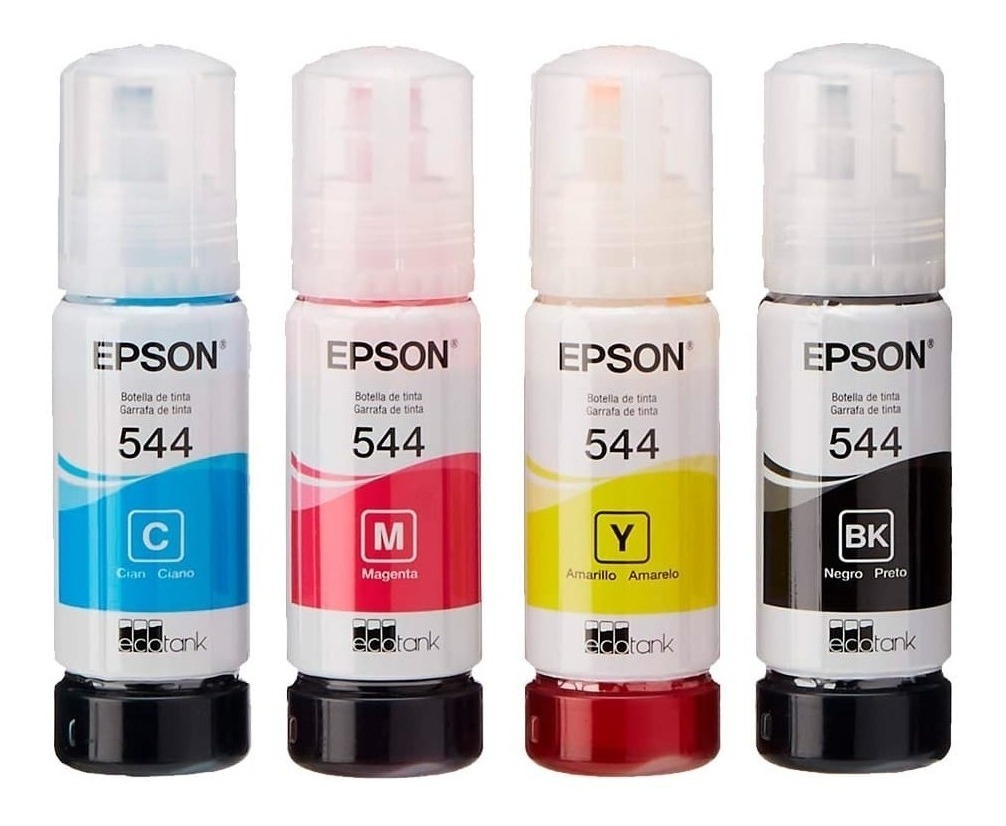 EPSON®
Botella de tinta
Garrafa de tinta
544
C
Cian Ciano
ecotank
EPSON®
Botella de tinta
Garrafa de tinta
544
M
Magenta
ecotank
EPSON®
Botella de tinta
Garrafa de tinta
544
Y
Amarillo Amarelo
ecotank
EPSON®
Botella de tinta
Garrafa de tinta
544
BK
Negro Preto
ecotank